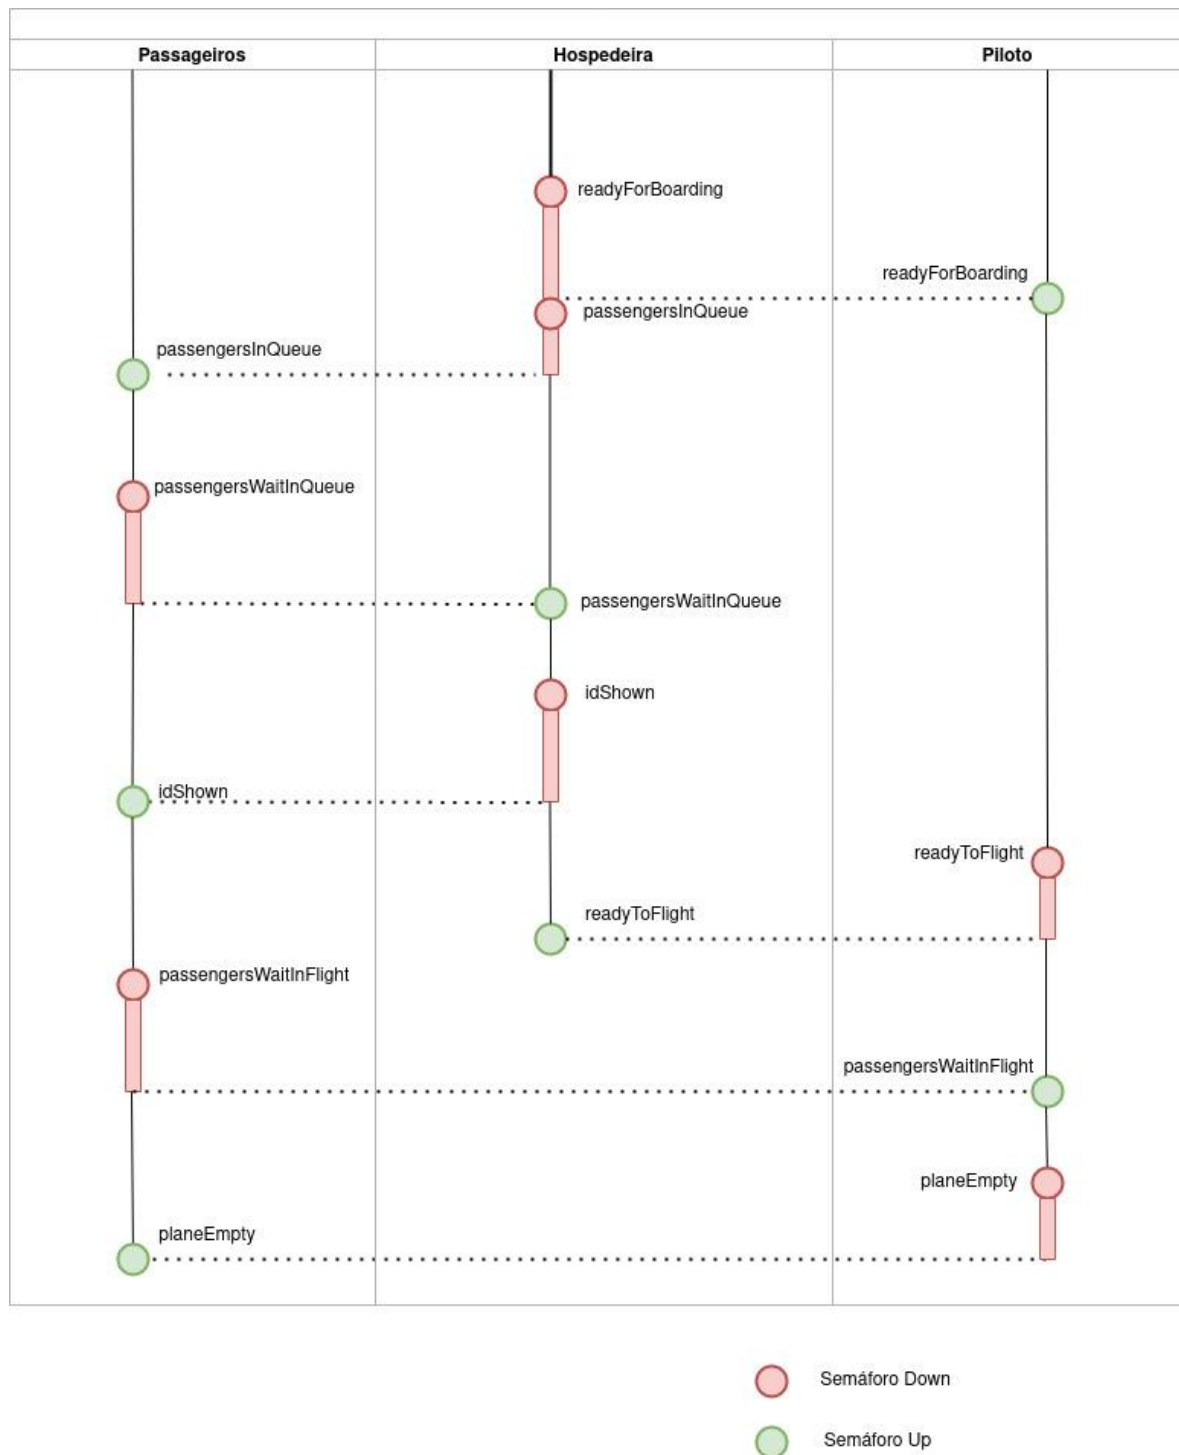 Passageiros
Hospedeira
Piloto
readyForBoarding
readyForBoarding
passengersInQueue
passengersInQueue
passengersWaitInQueue
passengersWaitInQueue
idShown
idShown
readyToFlight
readyToFlight
passengersWaitInFlight
passengersWaitInFlight
planeEmpty
planeEmpty
Semáforo Down
Semáforo Up